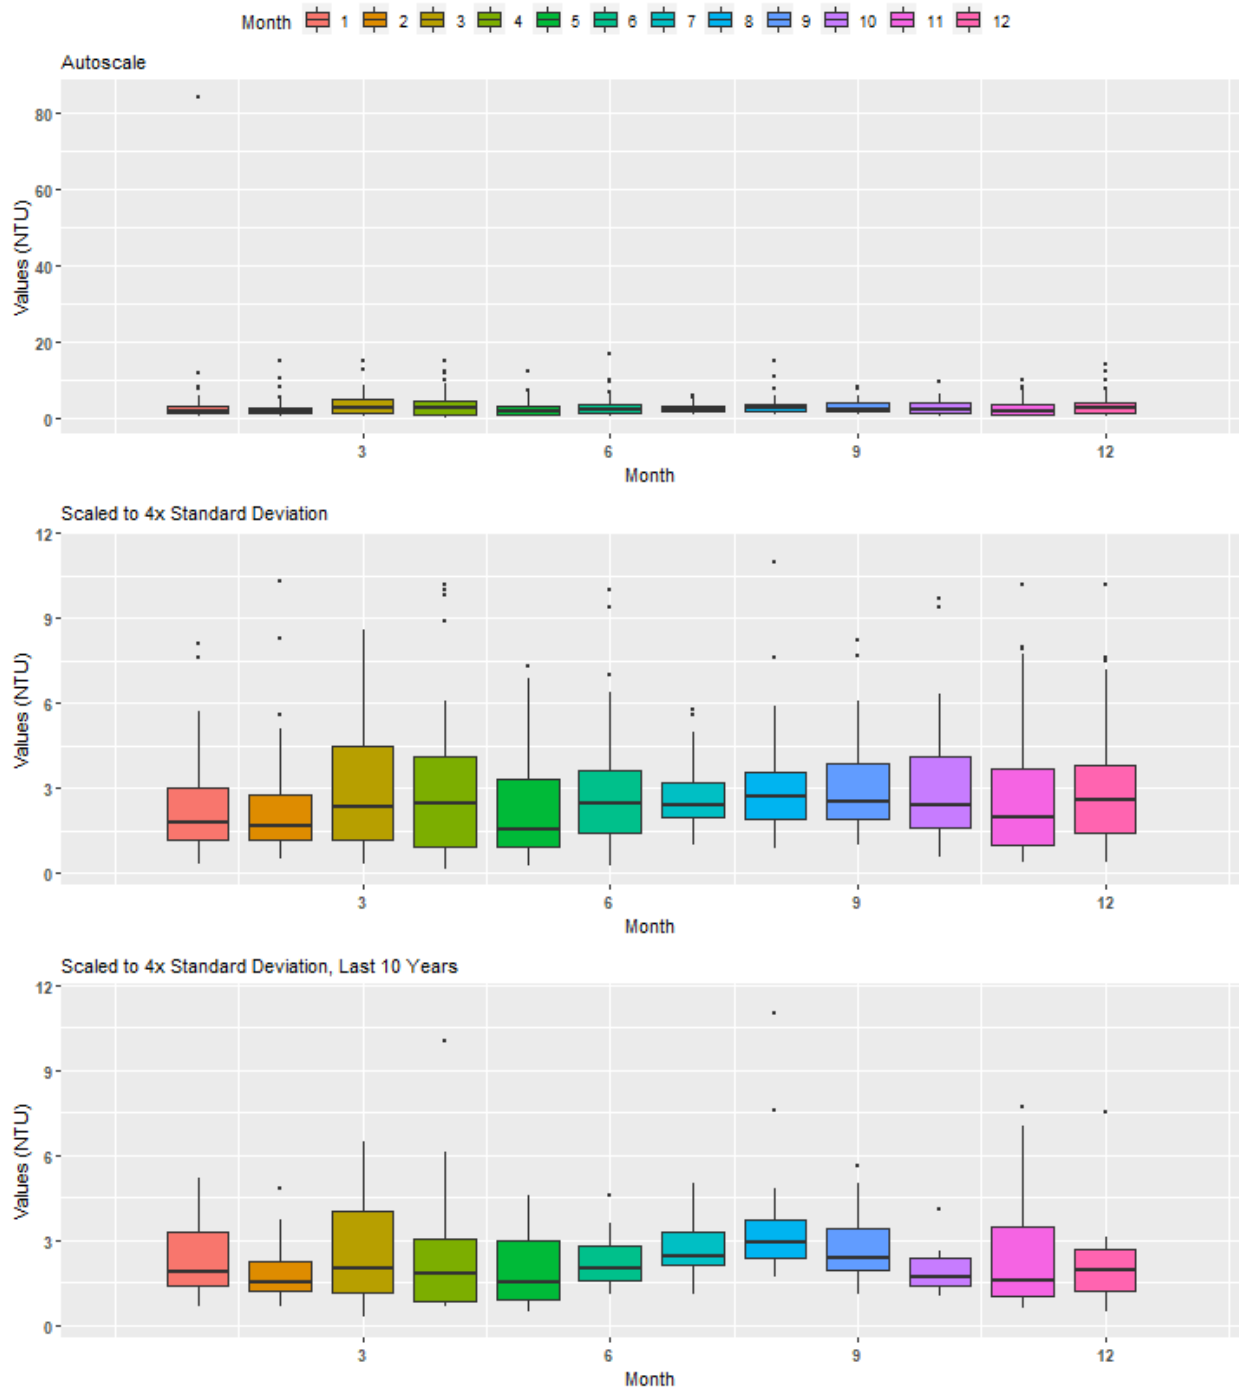 Month 1 2 3 4 5 6 7 8 9 10 11 12
Autoscale
Values (NTU)
80
60
40
20
0
3 6 9 12
Month
Scaled to 4x Standard Deviation
Values (NTU)
12
9
6
3
0
3 6 9 12
Month
Scaled to 4x Standard Deviation, Last 10 Years
Values (NTU)
12
9
6
3
0
3 6 9 12
Month